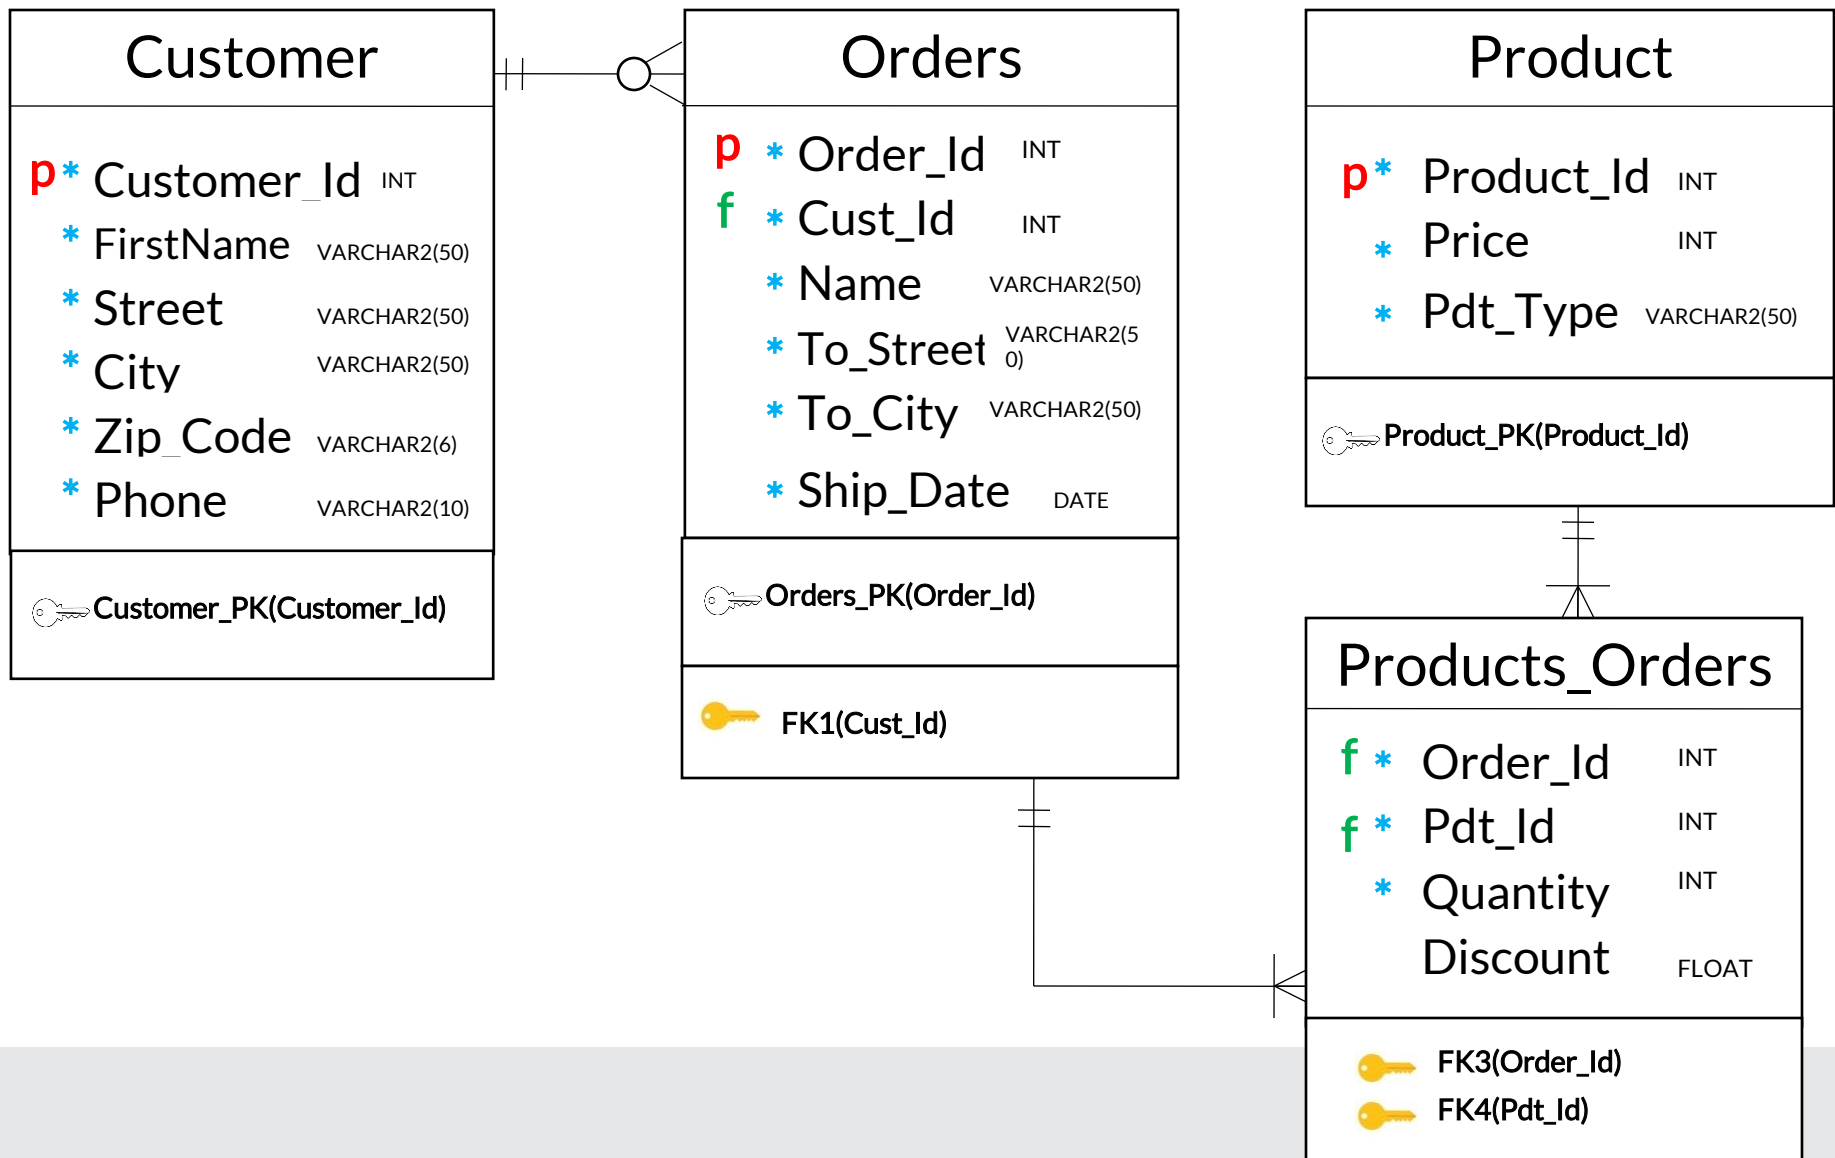 Customer
p * Customer_Id INT
* FirstName VARCHAR2(50)
* Street VARCHAR2(50)
* City VARCHAR2(50)
* Zip_Code VARCHAR2(6)
* Phone VARCHAR2(10)
Customer_PK(Customer_Id)
Orders
p * Order_Id INT
f * Cust_Id INT
* Name VARCHAR2(50)
* To_Street VARCHAR2(5
0)
* To_City VARCHAR2(50)
* Ship_Date DATE
Orders_PK(Order_Id)
FK1(Cust_Id)
Product
p * Product_Id INT
* Price INT
* Pdt_Type VARCHAR2(50)
Product_PK(Product_Id)
Products_Orders
f * Order_Id INT
f * Pdt_Id INT
* Quantity INT
Discount FLOAT
FK3(Order_Id)
FK4(Pdt_Id)